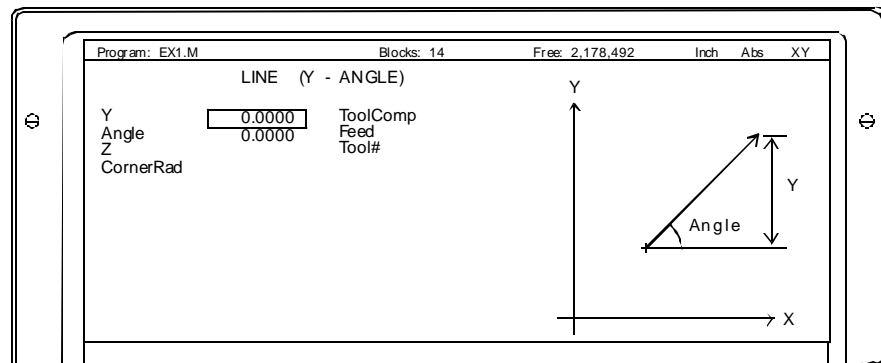 Program: EX1.M Blocks: 14 Free: 2,178,492 Inch Abs XY
LINE (Y - ANGLE)
Y 0.0000 ToolComp
Angle 0.0000 Feed
Z Tool#
CornerRad
Y
Y
Angle
X